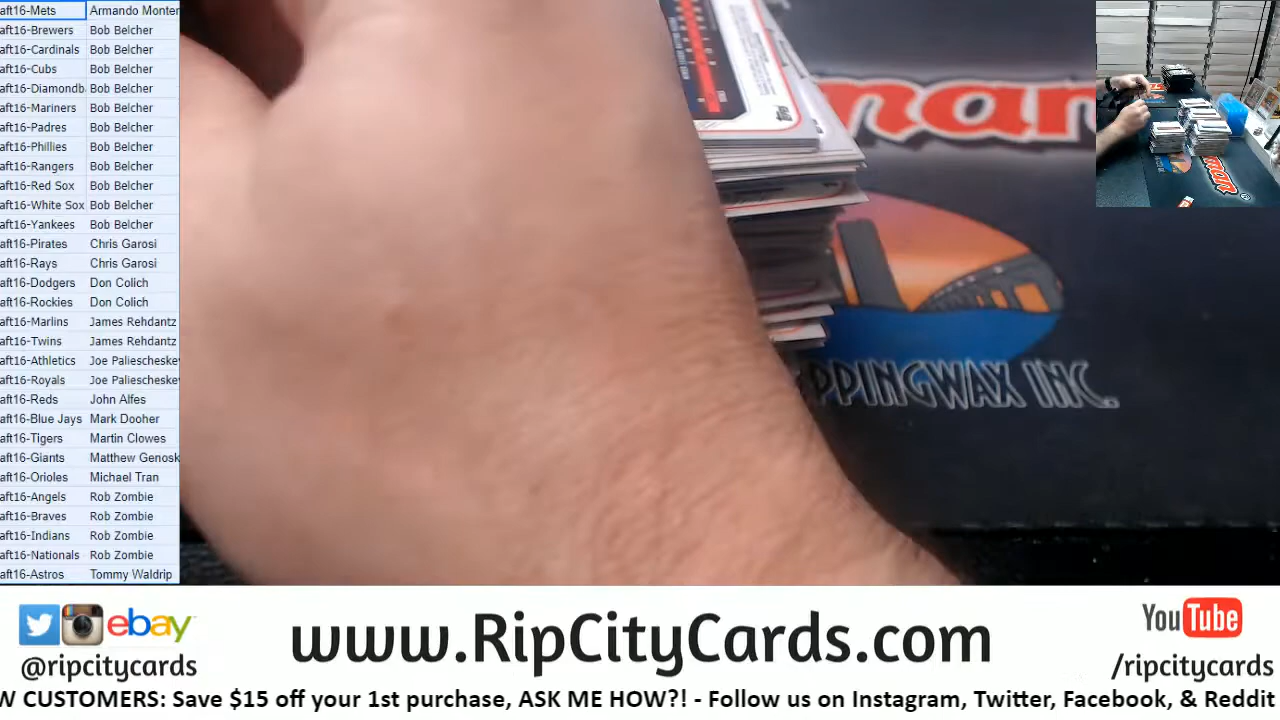 aft16-Mets Armando Monter
aft16-Brewers Bob Belcher
aft16-Cardinals Bob Belcher
aft16-Cubs Bob Belcher
aft16-Diamondb Bob Belcher
aft16-Mariners Bob Belcher
aft16-Padres Bob Belcher
aft16-Phillies Bob Belcher
aft16-Rangers Bob Belcher
aft16-Red Sox Bob Belcher
aft16-White Sox Bob Belcher
aft16-Yankees Bob Belcher
aft16-Pirates Chris Garosi
aft16-Rays Chris Garosi
aft16-Dodgers Don Colich
aft16-Rockies Don Colich
aft16-Marlins James Rehdantz
aft16-Twins James Rehdantz
aft16-Athletics Joe Paliescheske
aft16-Royals Joe Paliescheske
aft16-Reds John Alfes
aft16-Blue Jays Mark Dooher
aft16-Tigers Martin Clowes
aft16-Giants Matthew Genosk
aft16-Orioles Michael Tran
aft16-Angels Rob Zombie
aft16-Braves Rob Zombie
aft16-Indians Rob Zombie
aft16-Nationals Rob Zombie
aft16-Astros Tommy Waldrip
man
PPINGWAX INC.
ebay
@ripcitycards
www.RipCityCards.com
YouTube
/ripcitycards
W CUSTOMERS: Save $15 off your 1st purchase, ASK ME HOW?! - Follow us on Instagram, Twitter, Facebook, & Reddit